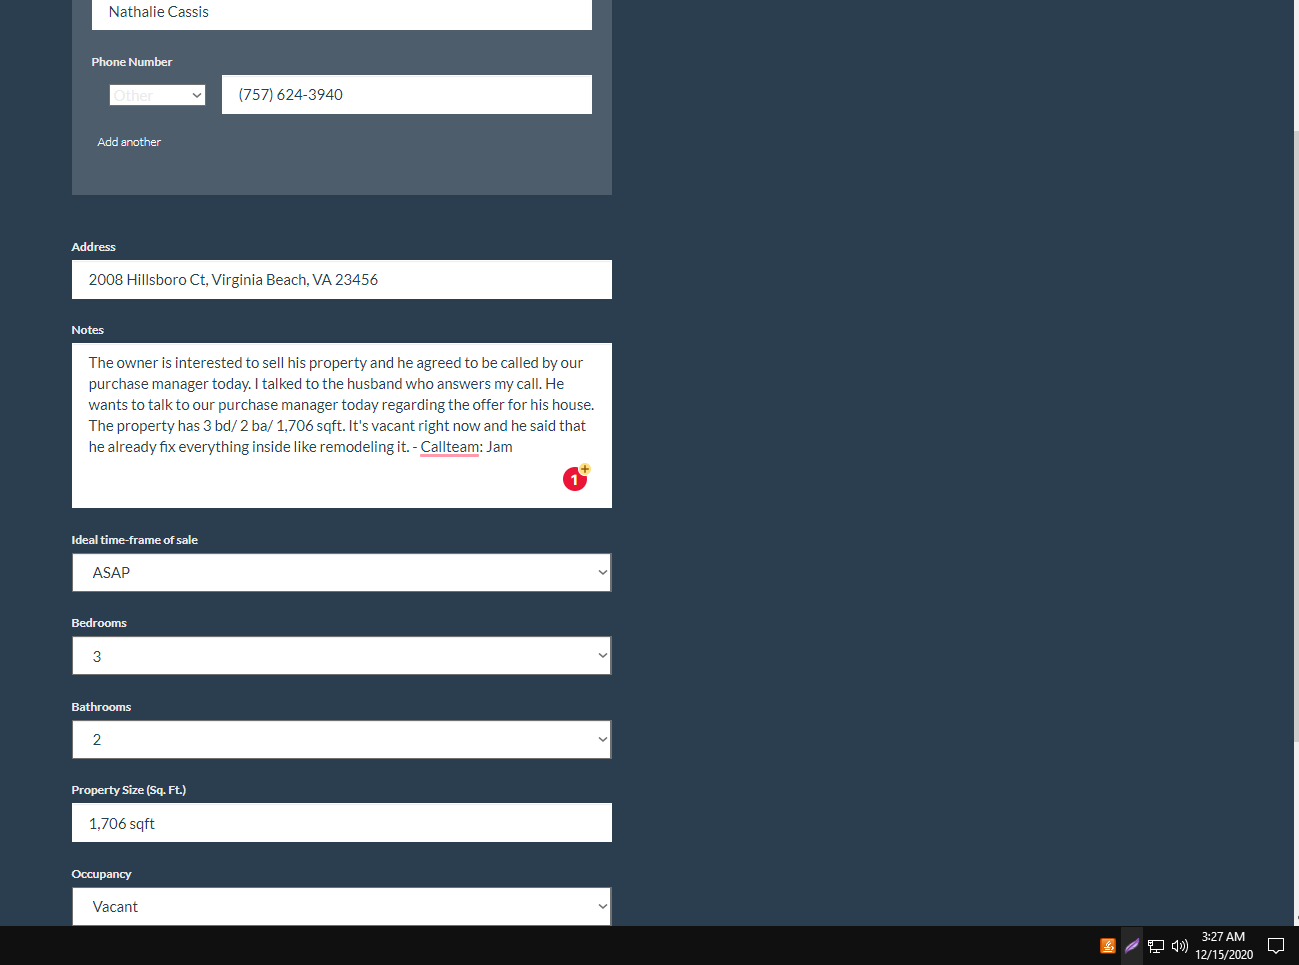 Nathalie Cassis
Phone Number
Other
(757) 624-3940
Add another
Address
2008 Hillsboro Ct, Virginia Beach, VA 23456
Notes
The owner is interested to sell his property and he agreed to be called by our
purchase manager today. I talked to the husband who answers my call. He
wants to talk to our purchase manager today regarding the offer for his house.
The property has 3 bd/ 2 ba/ 1,706 sqft. It's vacant right now and he said that
he already fix everything inside like remodeling it. - Callteam: Jam
1
Ideal time-frame of sale
ASAP
Bedrooms
3
Bathrooms
2
Property Size (Sq. Ft.)
1,706 sqft
Occupancy
Vacant
3:27 AM
12/15/2020